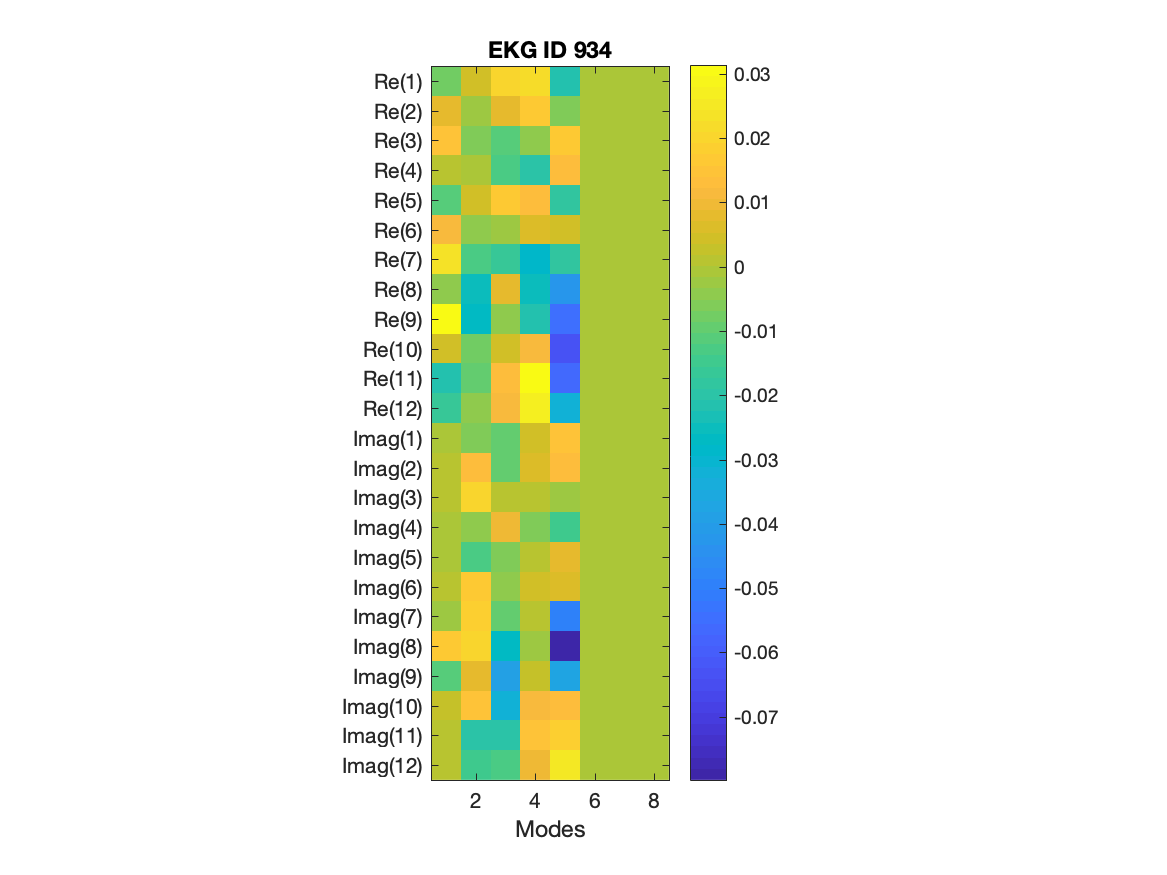 EKG ID 934
Re(1)
Re(2)
Re(3)
Re(4)
Re(5)
Re(6)
Re(7)
Re(8)
Re(9)
Re(10)
Re(11)
Re(12)
Imag(1)
Imag(2)
Imag(3)
Imag(4)
Imag(5)
Imag(6)
Imag(7)
Imag(8)
Imag(9)
Imag(10)
Imag(11)
Imag(12)
2 4 6 8
Modes
0.03
0.02
0.01
0
-0.01
-0.02
-0.03
-0.04
-0.05
-0.06
-0.07